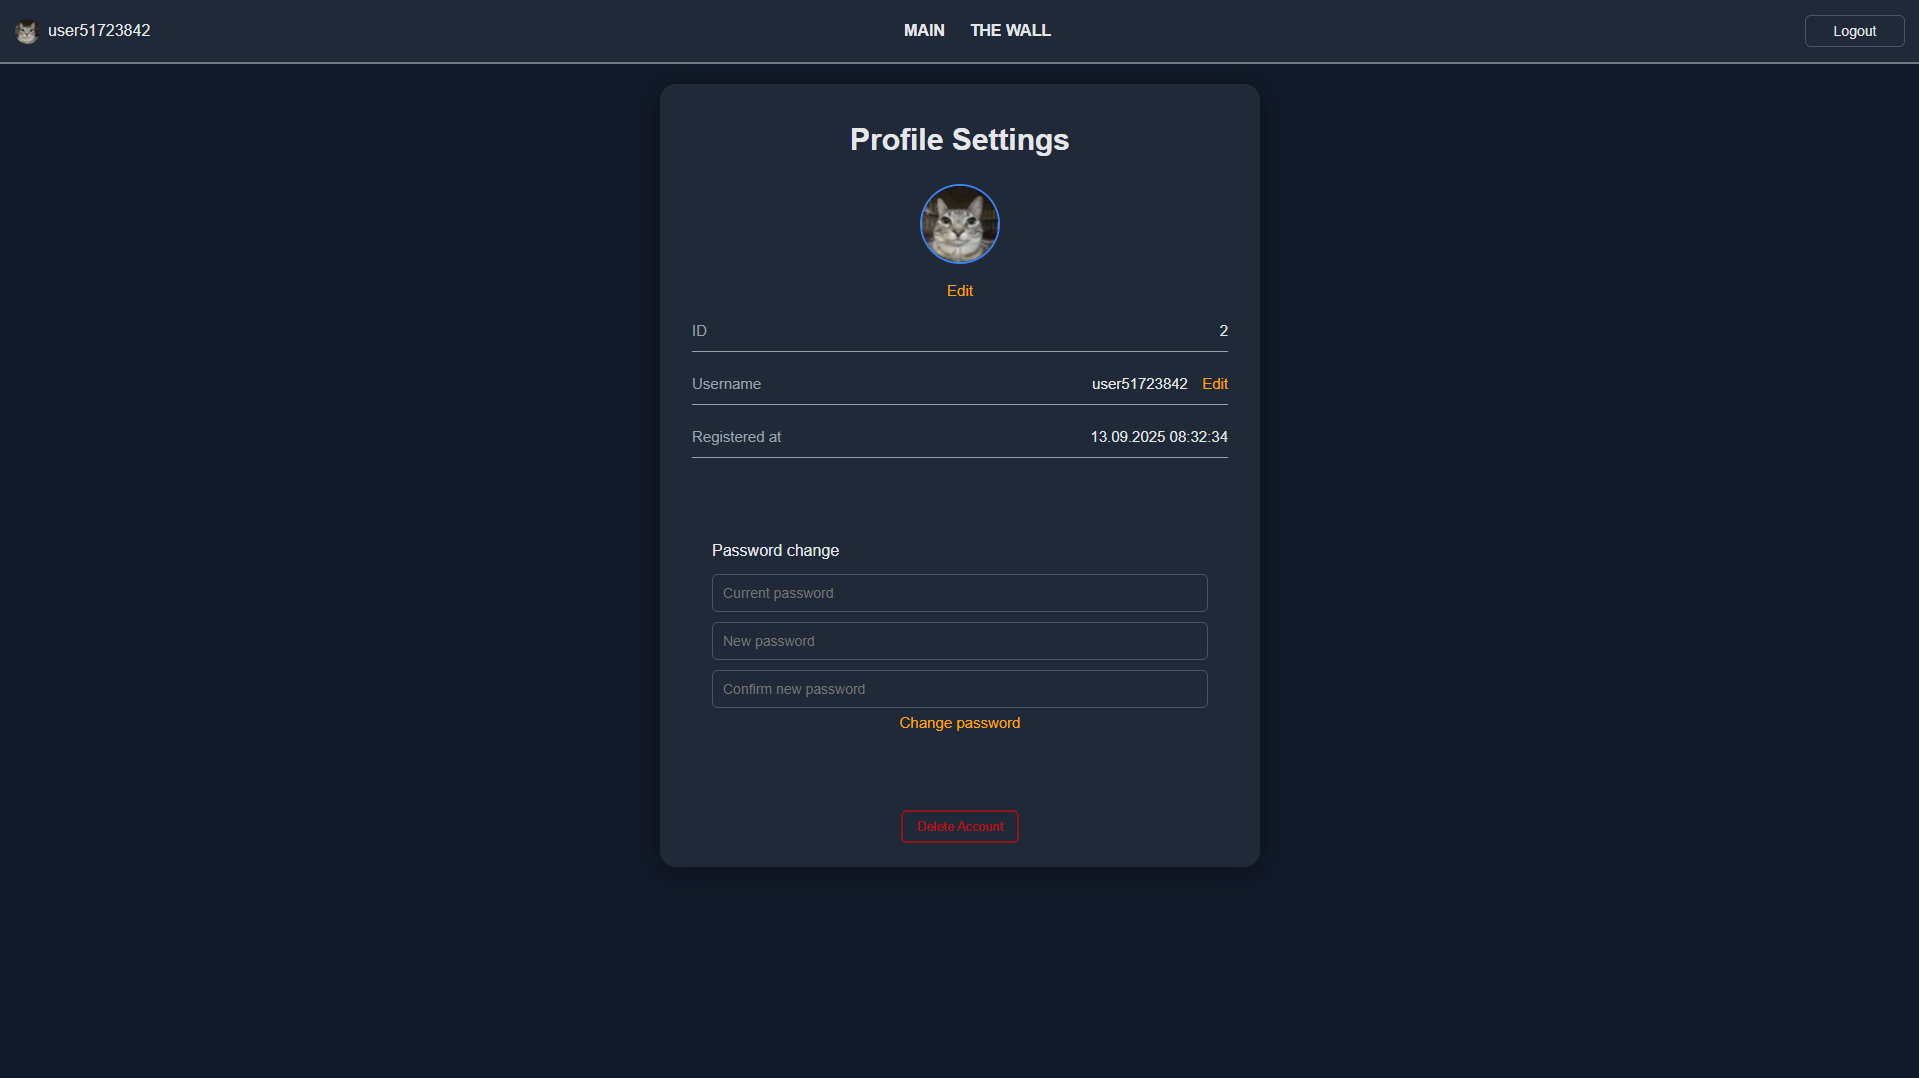 user51723842
MAIN THE WALL
Logout
Profile Settings
Edit
ID 2
Username user51723842 Edit
Registered at 13.09.2025 08:32:34
Password change
Current password
New password
Confirm new password
Change password
Delete Account